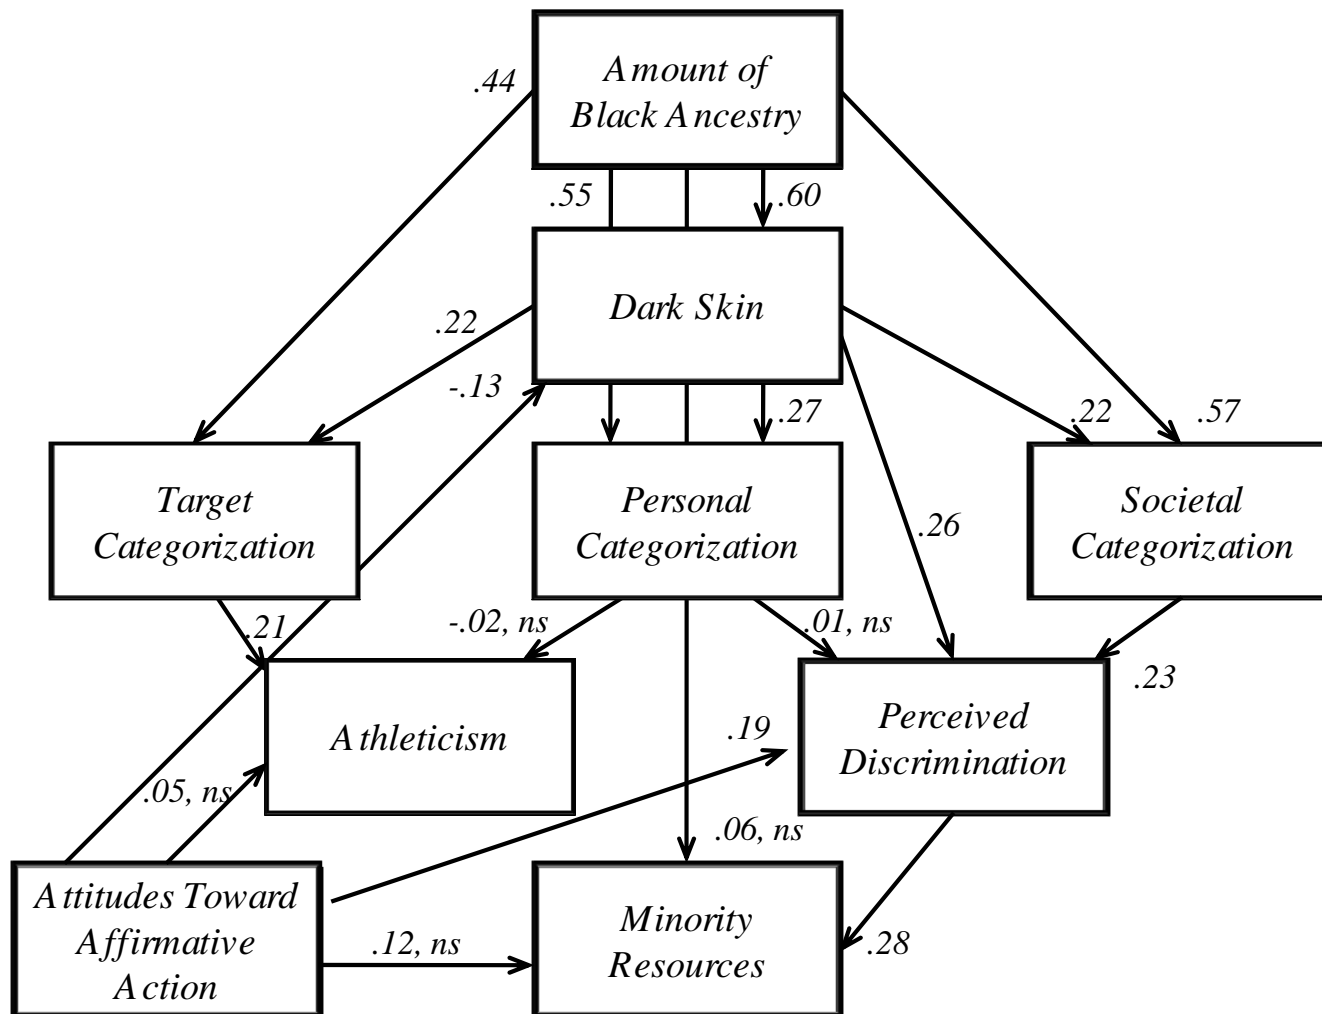 Amount of
Black Ancestry
.44
.55
.60
Dark Skin
.22
-.13
.27
.22
.57
Target
Categorization
Personal
Categorization
Societal
Categorization
.26
.21
-.02, ns
.01, ns
.23
Athleticism
.19
Perceived
Discrimination
.05, ns
.06, ns
Attitudes Toward
Affirmative
Action
.12, ns
Minority
Resources
.28